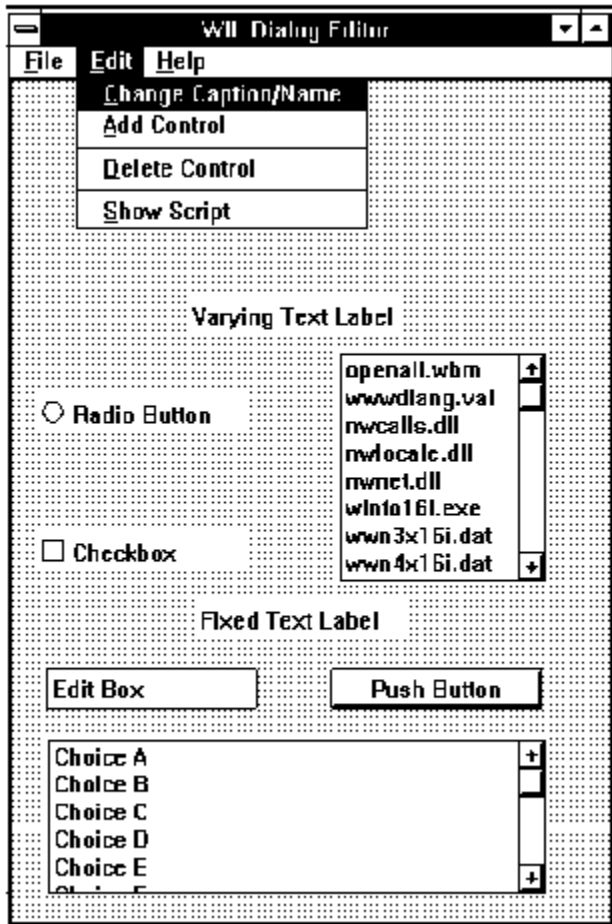 WIL Dialog Editor
File Edit Help
Change Caption/Name
Add Control
Delete Control
Show Script
Varying Text Label
openall.wbm
wwwdlang.val
nwcalls.dll
nwlocale.dll
nwnet.dll
winfo16i.exe
wwn3x16i.dat
wwn4x16i.dat
Radio Button
Checkbox
Fixed Text Label
Edit Box
Push Button
Choice A
Choice B
Choice C
Choice D
Choice E